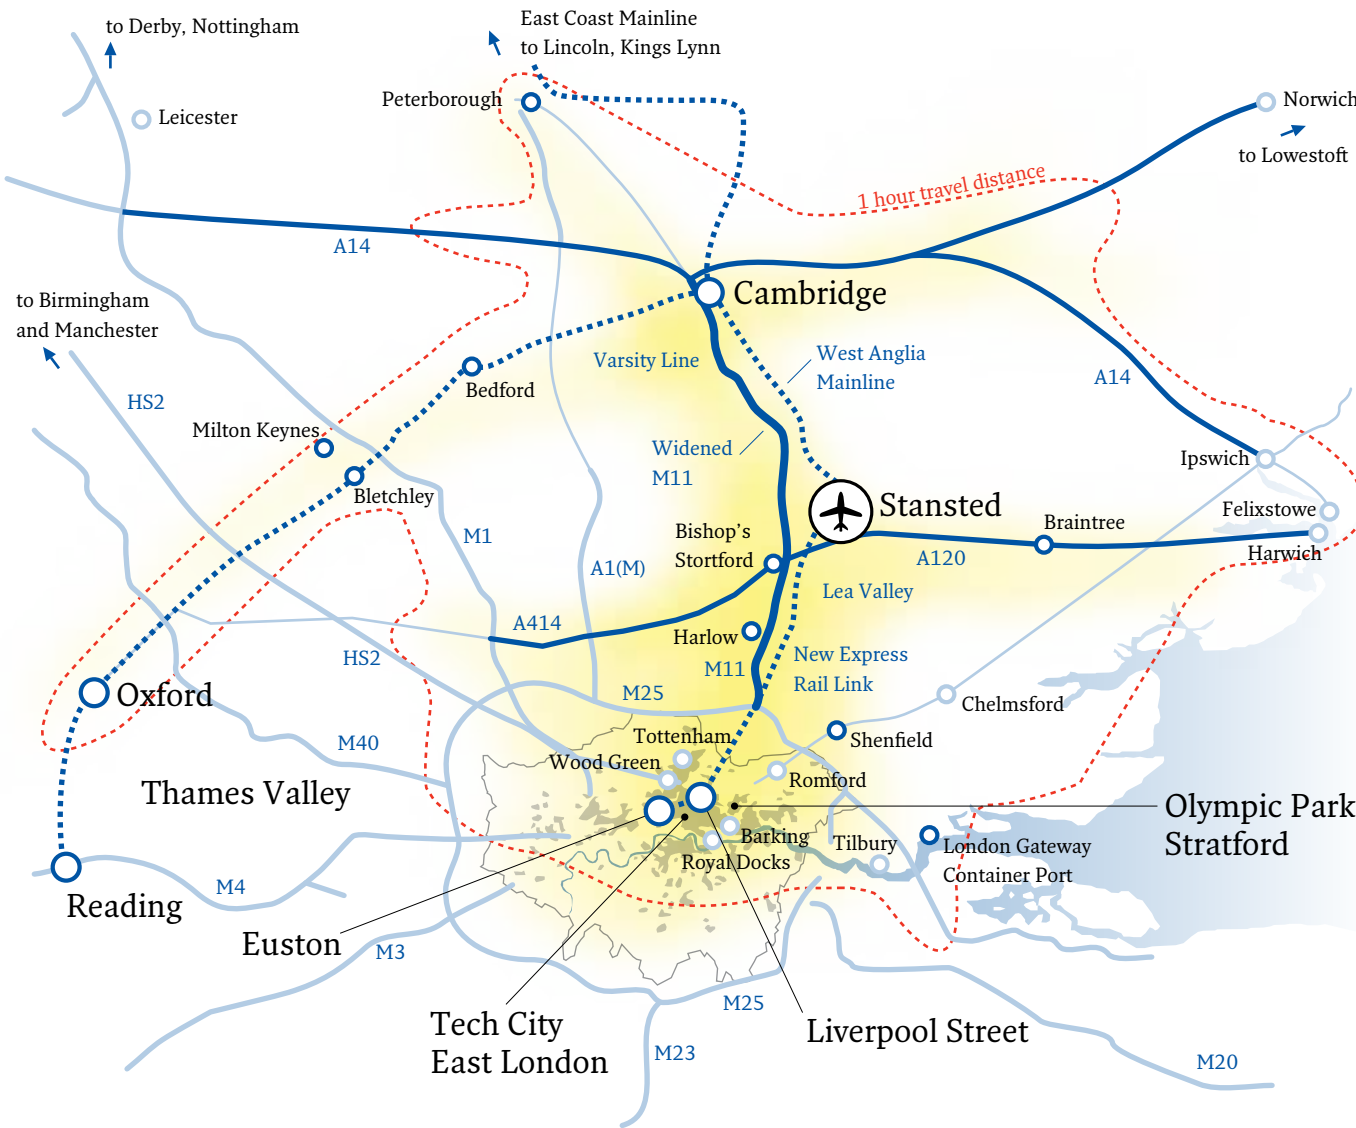 East Coast Mainline
to Lincoln, Kings Lynn
to Derby, Nottingham
Peterborough
Norwich
Leicester
to Lowestoft
1 hour travel distance
A14
Cambridge
to Birmingham
and Manchester
Varsity Line
West Anglia
Mainline
A14
Bedford
HS2
Milton Keynes
Widened
M11
Ipswich
Bletchley
Stansted
Felixstowe
Braintree
Bishop's
Stortford
M1
A120
Harwich
A1(M)
Lea Valley
A414
Harlow
HS2
M11
New Express
Rail Link
Oxford
M25
Chelmsford
Tottenham
Shenfield
M40
Wood Green
Romford
Thames Valley
Olympic Park
Stratford
Barking
Tilbury
London Gateway
Container Port
Royal Docks
M4
Reading
Euston
M3
M25
Tech City
East London
Liverpool Street
M23
M20